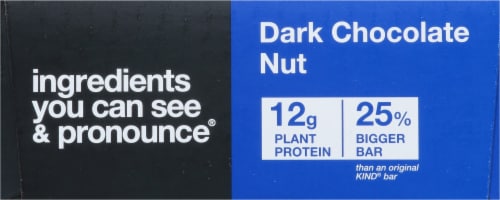 ingredients
you can see
& pronounce®
Dark Chocolate
Nut
12g
PLANT
PROTEIN
25%
BIGGER
BAR
than an original
KIND® bar